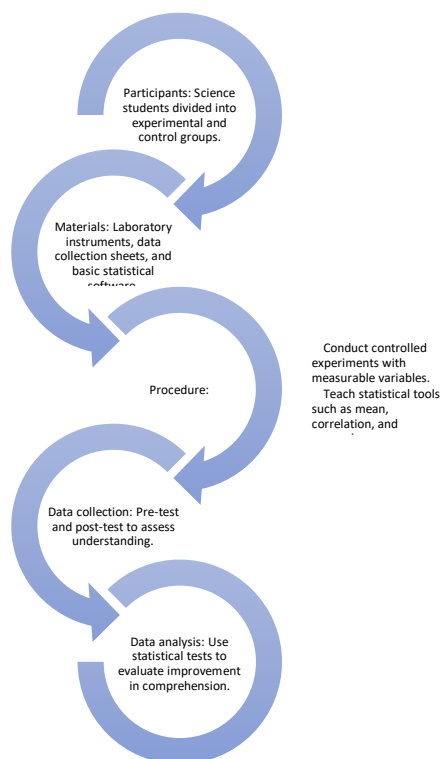 Participants: Science
students divided into
experimental and
control groups.
Materials: Laboratory
instruments, data
collection sheets, and
basic statistical
software
Procedure:
Conduct controlled
experiments with
measurable variables.
Teach statistical tools
such as mean,
correlation, and
Data collection: Pre-test
and post-test to assess
understanding.
Data analysis: Use
statistical tests to
evaluate improvement
in comprehension.